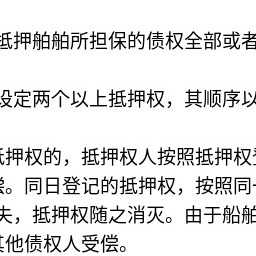 抵押船舶所担保的债权全部或者
设定两个以上抵押权，其顺序以
抵押权的，抵押权人按照抵押权
。同日登记的抵押权，按照同
失，抵押权随之消灭。由于船舶
其他债权人受偿。